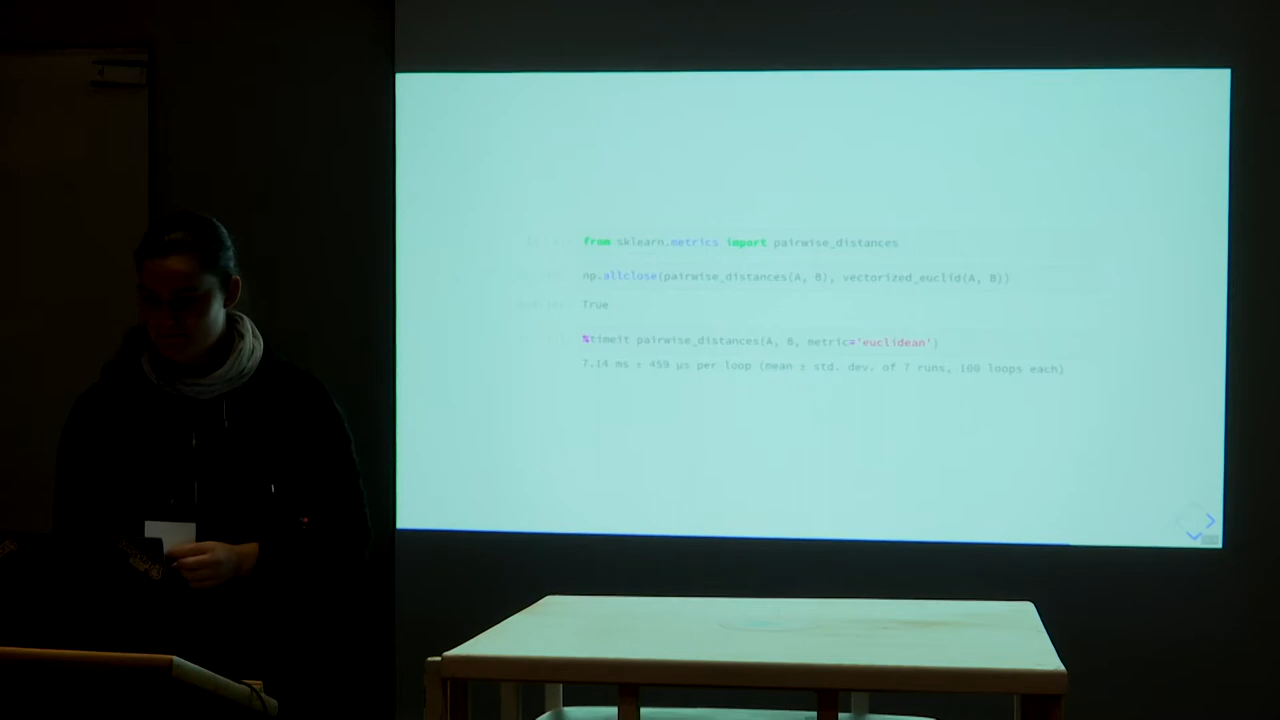 from sklearn.metrics import pairwise_distances
np.allclose(pairwise_distances(A, B), vectorized_euclid(A, B))
True
%timeit pairwise_distances(A, B, metric='euclidean')
7.14 ms ± 459 µs per loop (mean ± std. dev. of 7 runs, 100 loops each)